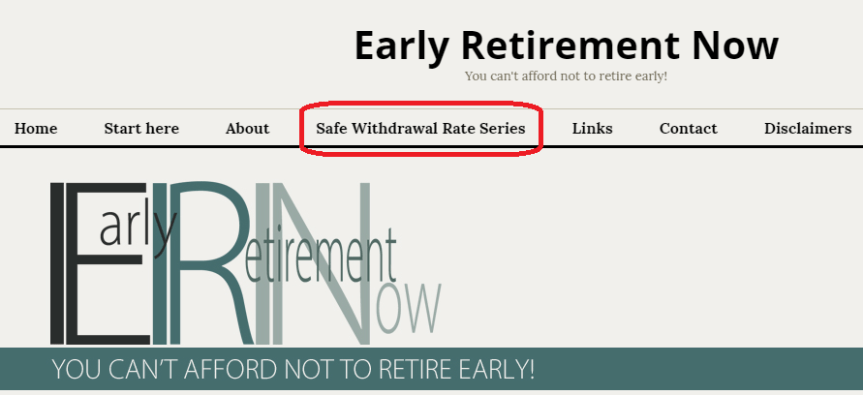 Early Retirement Now
You can't afford not to retire early!
Home Start here About Safe Withdrawal Rate Series Links Contact Disclaimers
Early Retirement Now
YOU CAN'T AFFORD NOT TO RETIRE EARLY!